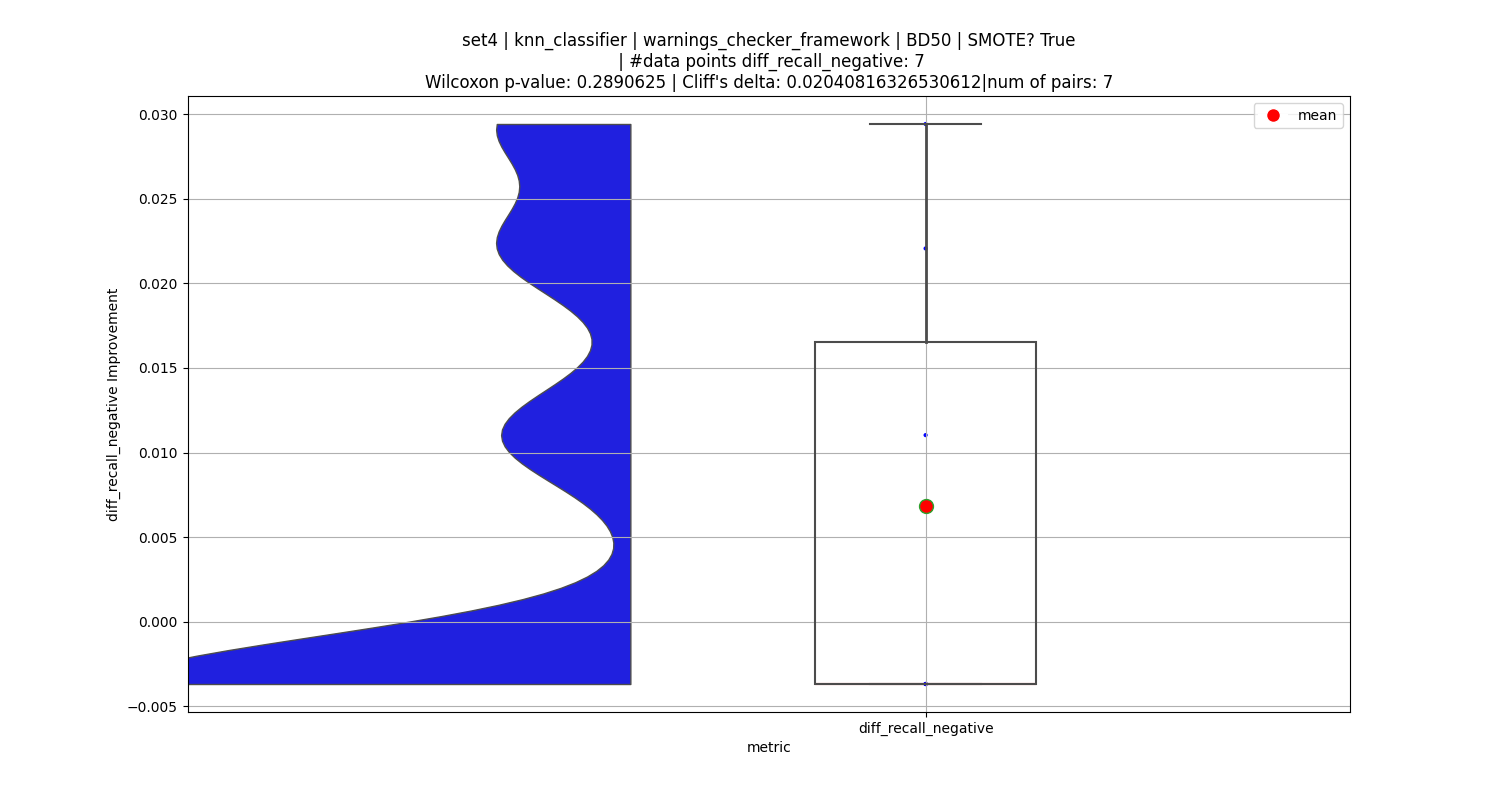 set4 | knn_classifier | warnings_checker_framework | BD50 | SMOTE? True
| #data points diff_recall_negative: 7
Wilcoxon p-value: 0.2890625 | Cliff's delta: 0.02040816326530612|num of pairs: 7
mean
0.030
0.025
0.020
0.015
0.010
0.005
0.000
−0.005
diff_recall_negative Improvement
diff_recall_negative
metric